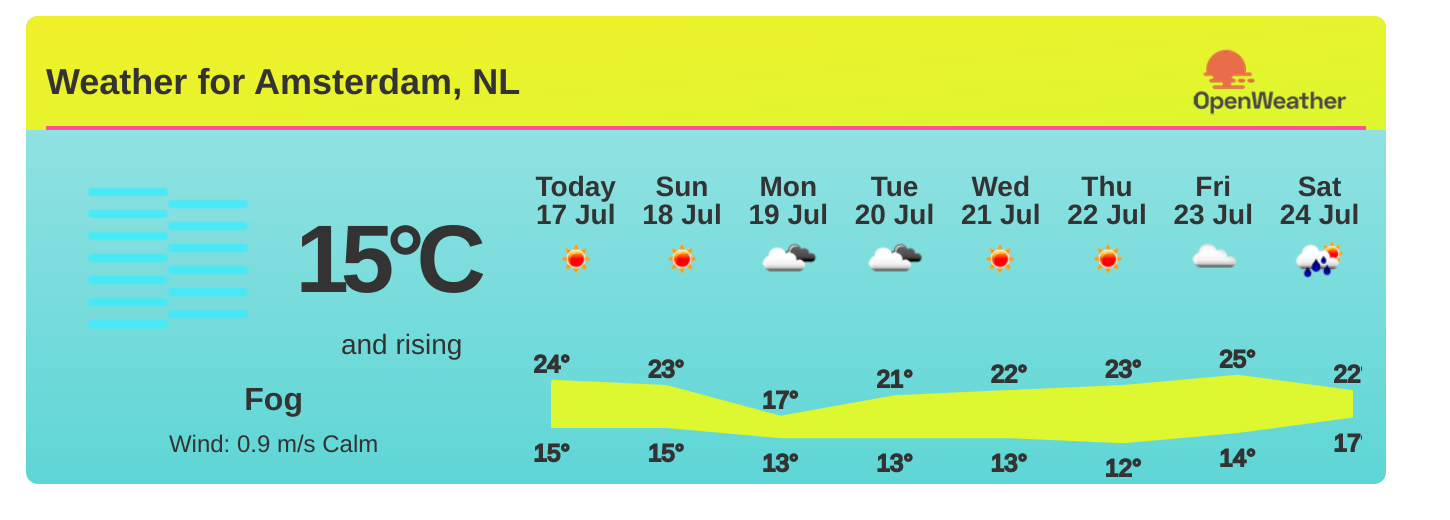 Weather for Amsterdam, NL
OpenWeather
15°C
and rising
Fog
Wind: 0.9 m/s Calm
Today Sun Mon Tue Wed Thu Fri Sat
17 Jul 18 Jul 19 Jul 20 Jul 21 Jul 22 Jul 23 Jul 24 Jul
24° 23° 17° 21° 22° 23° 25° 22°
15° 15° 13° 13° 13° 12° 14° 17°